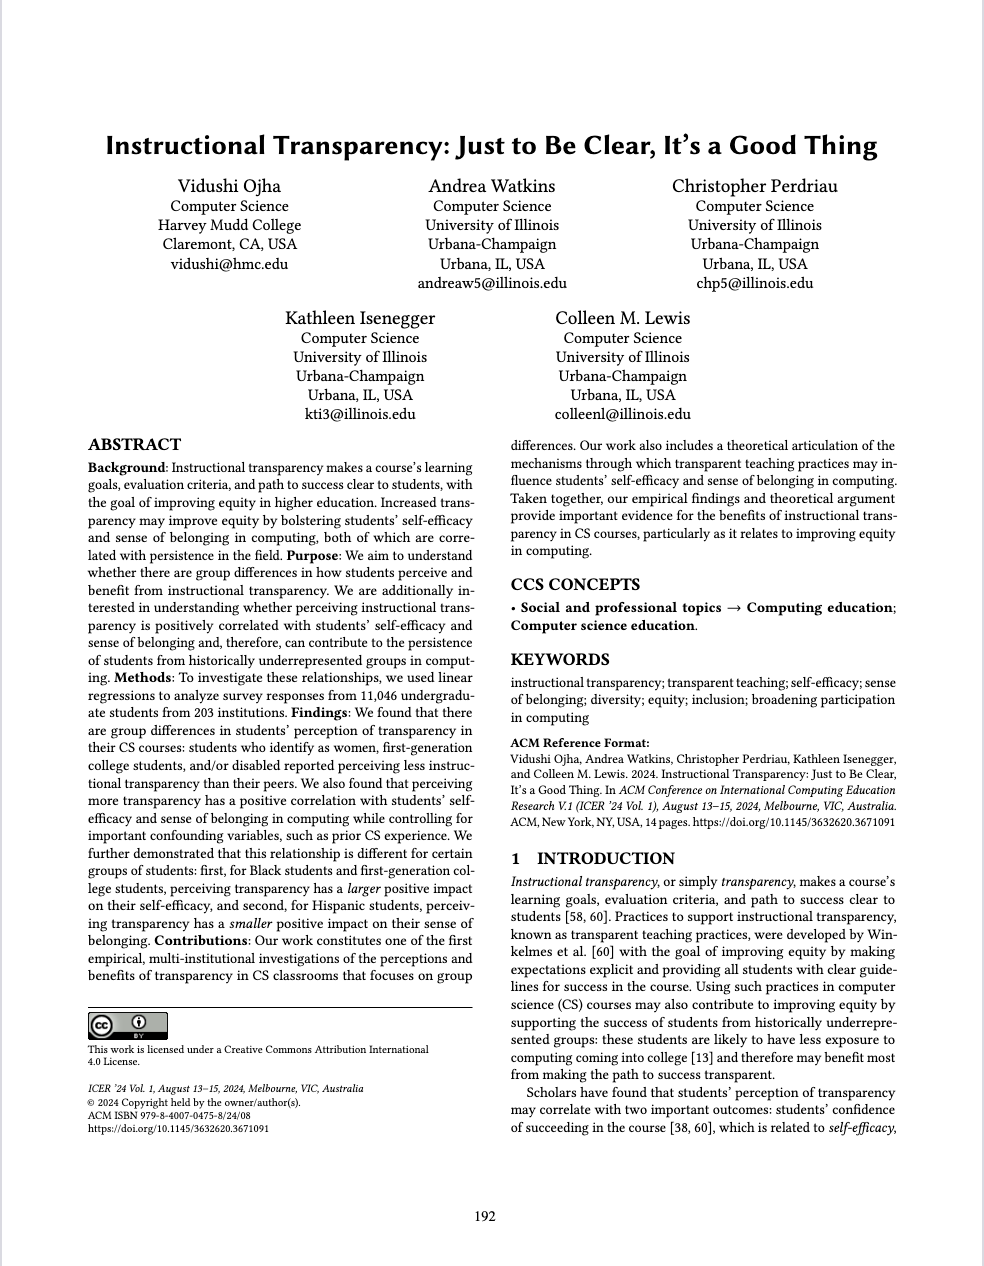 Instructional Transparency: Just to Be Clear, It's a Good Thing
Vidushi Ojha
Computer Science
Harvey Mudd College
Claremont, CA, USA
vidushi@hmc.edu
Andrea Watkins
Computer Science
University of Illinois
Urbana-Champaign
Urbana, IL, USA
andreaw5@illinois.edu
Christopher Perdriau
Computer Science
University of Illinois
Urbana-Champaign
Urbana, IL, USA
chp5@illinois.edu
Kathleen Isenegger
Computer Science
University of Illinois
Urbana-Champaign
Urbana, IL, USA
kti3@illinois.edu
Colleen M. Lewis
Computer Science
University of Illinois
Urbana-Champaign
Urbana, IL, USA
colleenl@illinois.edu
ABSTRACT
Background: Instructional transparency makes a course's learning
goals, evaluation criteria, and path to success clear to students, with
the goal of improving equity in higher education. Increased trans-
parency may improve equity by bolstering students' self-efficacy
and sense of belonging in computing, both of which are corre-
lated with persistence in the field. Purpose: We aim to understand
whether there are group differences in how students perceive and
benefit from instructional transparency. We are additionally in-
terested in understanding whether perceiving instructional trans-
parency is positively correlated with students' self-efficacy and
sense of belonging and, therefore, can contribute to the persistence
of students from historically underrepresented groups in comput-
ing. Methods: To investigate these relationships, we used linear
regressions to analyze survey responses from 11,046 undergradu-
ate students from 203 institutions. Findings: We found that there
are group differences in students' perception of transparency in
their CS courses: students who identify as women, first-generation
college students, and/or disabled reported perceiving less instruc-
tional transparency than their peers. We also found that perceiving
more transparency has a positive correlation with students' self-
efficacy and sense of belonging in computing while controlling for
important confounding variables, such as prior CS experience. We
further demonstrated that this relationship is different for certain
groups of students: first, for Black students and first-generation col-
lege students, perceiving transparency has a larger positive impact
on their self-efficacy, and second, for Hispanic students, perceiv-
ing transparency has a smaller positive impact on their sense of
belonging. Contributions: Our work constitutes one of the first
empirical, multi-institutional investigations of the perceptions and
benefits of transparency in CS classrooms that focuses on group
cc
BY
This work is licensed under a Creative Commons Attribution International
4.0 License.
ICER '24 Vol. 1, August 13–15, 2024, Melbourne, VIC, Australia
© 2024 Copyright held by the owner/author(s).
ACM ISBN 979-8-4007-0475-8/24/08
https://doi.org/10.1145/3632620.3671091
differences. Our work also includes a theoretical articulation of the
mechanisms through which transparent teaching practices may in-
fluence students' self-efficacy and sense of belonging in computing.
Taken together, our empirical findings and theoretical argument
provide important evidence for the benefits of instructional trans-
parency in CS courses, particularly as it relates to improving equity
in computing.
CCS CONCEPTS
• Social and professional topics → Computing education;
Computer science education.
KEYWORDS
instructional transparency; transparent teaching; self-efficacy; sense
of belonging; diversity; equity; inclusion; broadening participation
in computing
ACM Reference Format:
Vidushi Ojha, Andrea Watkins, Christopher Perdriau, Kathleen Isenegger,
and Colleen M. Lewis. 2024. Instructional Transparency: Just to Be Clear,
It's a Good Thing. In ACM Conference on International Computing Education
Research V.1 (ICER '24 Vol. 1), August 13–15, 2024, Melbourne, VIC, Australia.
ACM, New York, NY, USA, 14 pages. https://doi.org/10.1145/3632620.3671091
1 INTRODUCTION
Instructional transparency, or simply transparency, makes a course's
learning goals, evaluation criteria, and path to success clear to
students [58, 60]. Practices to support instructional transparency,
known as transparent teaching practices, were developed by Win-
kelmes et al. [60] with the goal of improving equity by making
expectations explicit and providing all students with clear guide-
lines for success in the course. Using such practices in computer
science (CS) courses may also contribute to improving equity by
supporting the success of students from historically underrepre-
sented groups: these students are likely to have less exposure to
computing coming into college [13] and therefore may benefit most
from making the path to success transparent.
Scholars have found that students' perception of transparency
may correlate with two important outcomes: students' confidence
of succeeding in the course [38, 60], which is related to self-efficacy,
192